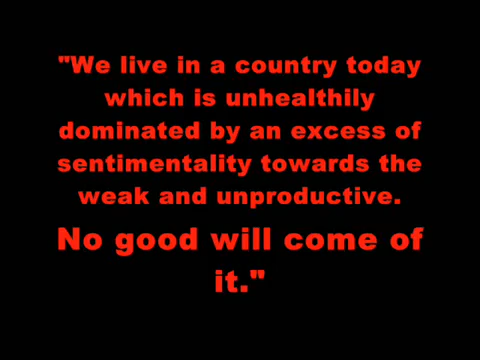 "We live in a country today
which is unhealthily
dominated by an excess of
sentimentality towards the
weak and unproductive.
No good will come of
it."